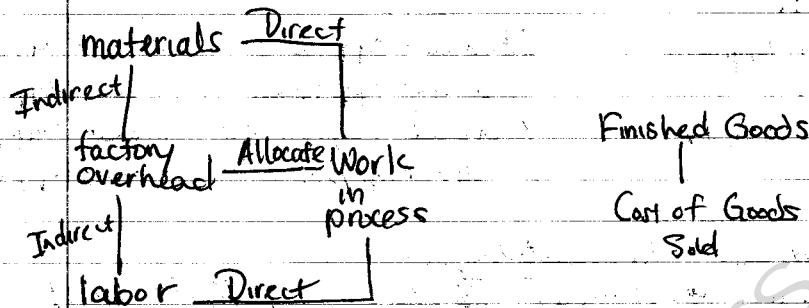 materials Direct
Indirect
factory Allocate Work Finished Goods
overhead in
process Cost of Goods
Indirect Sold
labor Direct